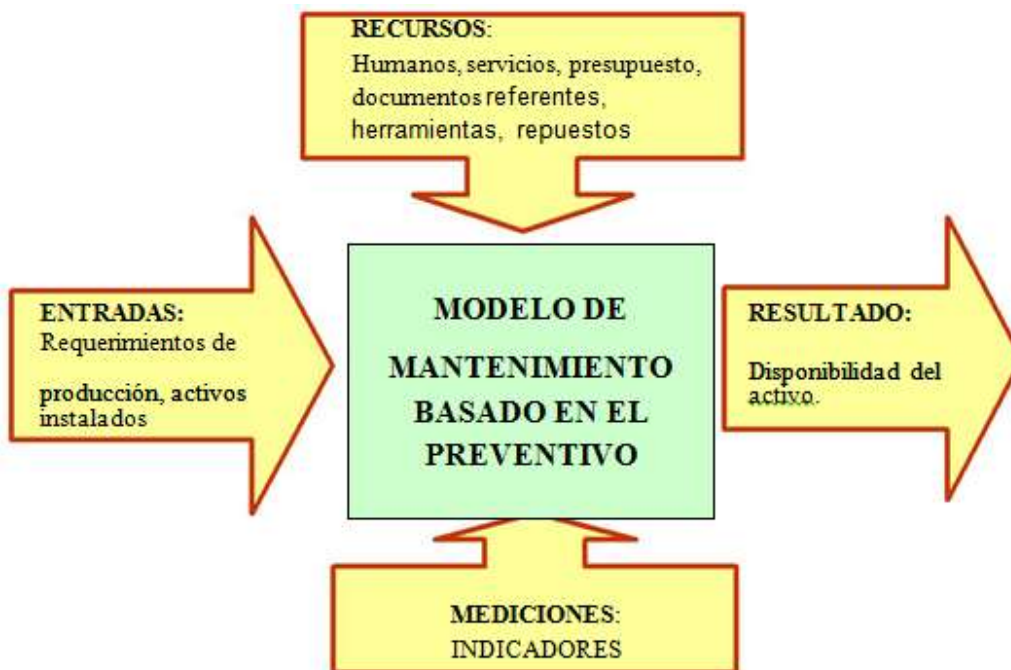 RECURSOS:
Humanos, servicios, presupuesto,
documentos referentes,
herramientas, repuestos
ENTRADAS:
Requerimientos de
producción, activos
instalados
MODELO DE
MANTENIMIENTO
BASADO EN EL
PREVENTIVO
RESULTADO:
Disponibilidad del
activo.
MEDICIONES:
INDICADORES